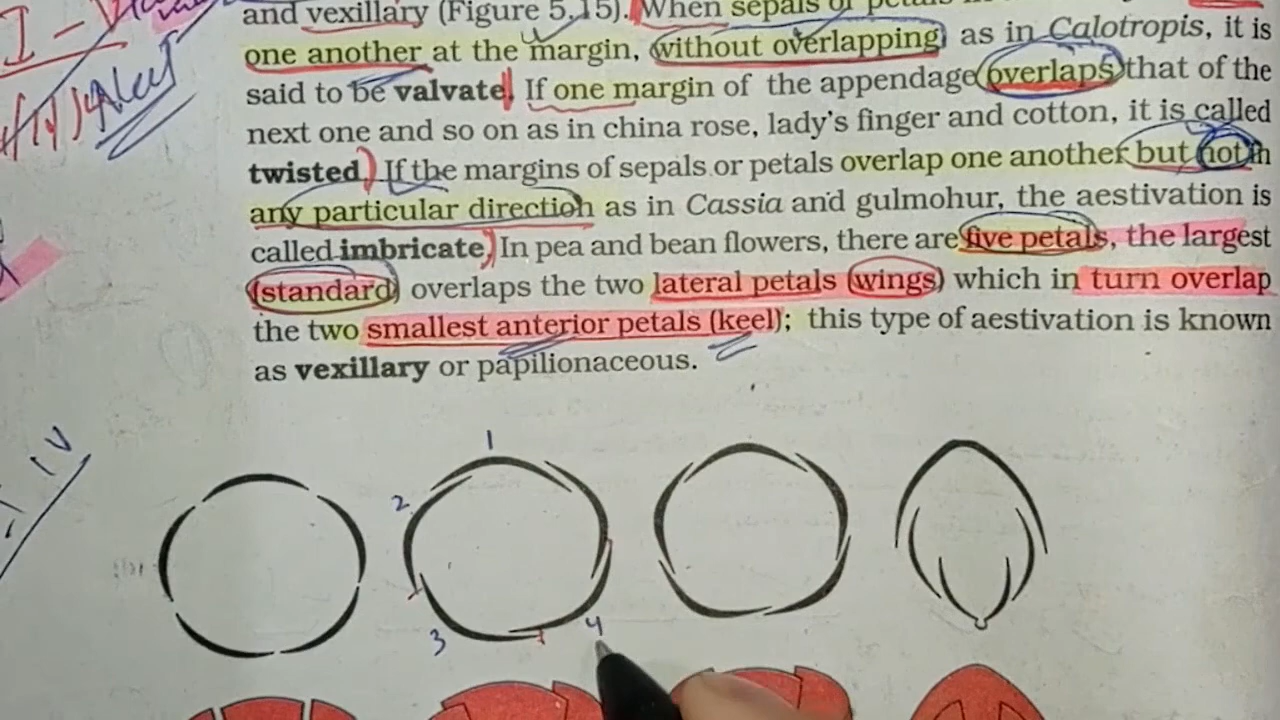 and vexillary (Figure 5.15). When sepals or petals in
one another at the margin, without overlapping as in Calotropis, it is
said to be valvate. If one margin of the appendage overlaps that of the
next one and so on as in china rose, lady's finger and cotton, it is called
twisted. If the margins of sepals or petals overlap one another but not in
any particular direction as in Cassia and gulmohur, the aestivation is
called imbricate. In pea and bean flowers, there are five petals, the largest
(standard) overlaps the two lateral petals (wings) which in turn overlap
the two smallest anterior petals (keel); this type of aestivation is known
as vexillary or papilionaceous.
IV
1
2
3
4